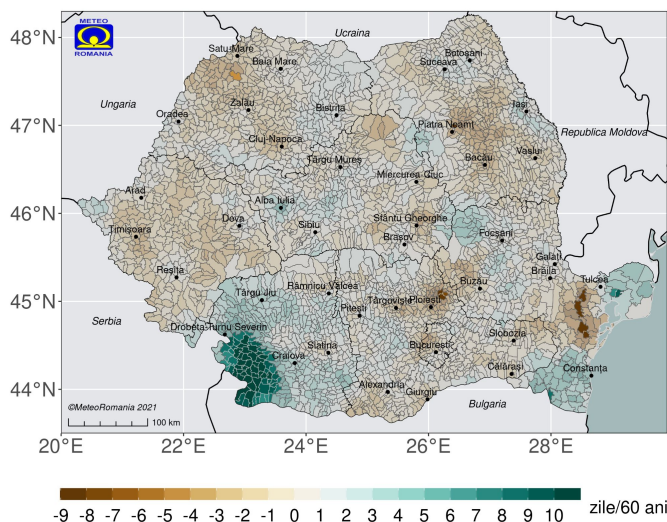 48°N
47°N
46°N
45°N
44°N
METEO
ROMANIA
Ucraina
Satu-Mare
Baia Mare
Botoșani
Suceava
Ungaria
Zalău
Bistrița
Iași
Oradea
Piatra Neamț
Republica Moldova
Cluj-Napoca
Târgu Mureș
Bacău
Vaslui
Miercurea-Ciuc
Arad
Alba Iulia
Timișoara
Deva
Sibiu
Sfântu Gheorghe
Brașov
Focșani
Reșița
Galați
Brăila
Tulcea
Târgu Jiu
Râmnicu Vâlcea
Târgoviște
Ploiești
Buzău
Pitești
Serbia
Drobeta-Turnu Severin
Craiova
Slatina
București
Slobozia
Călărași
Constanța
Alexandria
Giurgiu
Bulgaria
©MeteoRomania 2021
100 km
20°E 22°E 24°E 26°E 28°E
-9 -8 -7 -6 -5 -4 -3 -2 -1 0 1 2 3 4 5 6 7 8 9 10 zile/60 ani